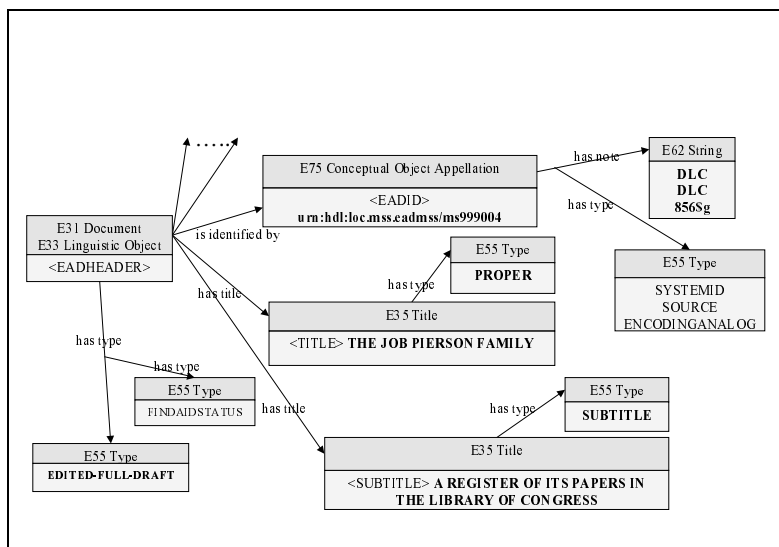 .....
E75 Conceptual Object Appellation
<EADID>
urn:hdl:loc.mss.eadmss/ms999004
has note
E62 String
DLC
DLC
856$g
has type
E55 Type
SYSTEMID
SOURCE
ENCODINGANALOG
E31 Document
E33 Linguistic Object
<EADHEADER>
is identified by
has title
E55 Type
PROPER
has type
E35 Title
<TITLE> THE JOB PIERSON FAMILY
has type
has type
E55 Type
FINDAIDSTATUS
E55 Type
EDITED-FULL-DRAFT
has title
has type
E55 Type
SUBTITLE
E35 Title
<SUBTITLE> A REGISTER OF ITS PAPERS IN
THE LIBRARY OF CONGRESS